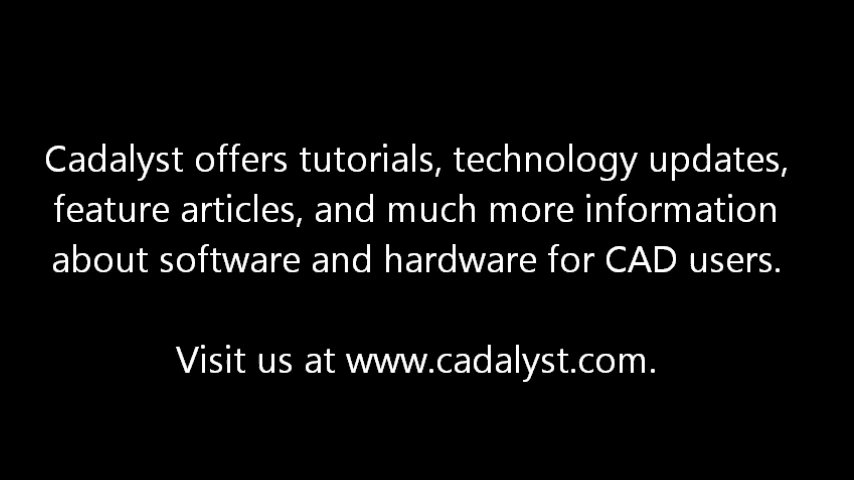 Cadalyst offers tutorials, technology updates,
feature articles, and much more information
about software and hardware for CAD users.
Visit us at www.cadalyst.com.